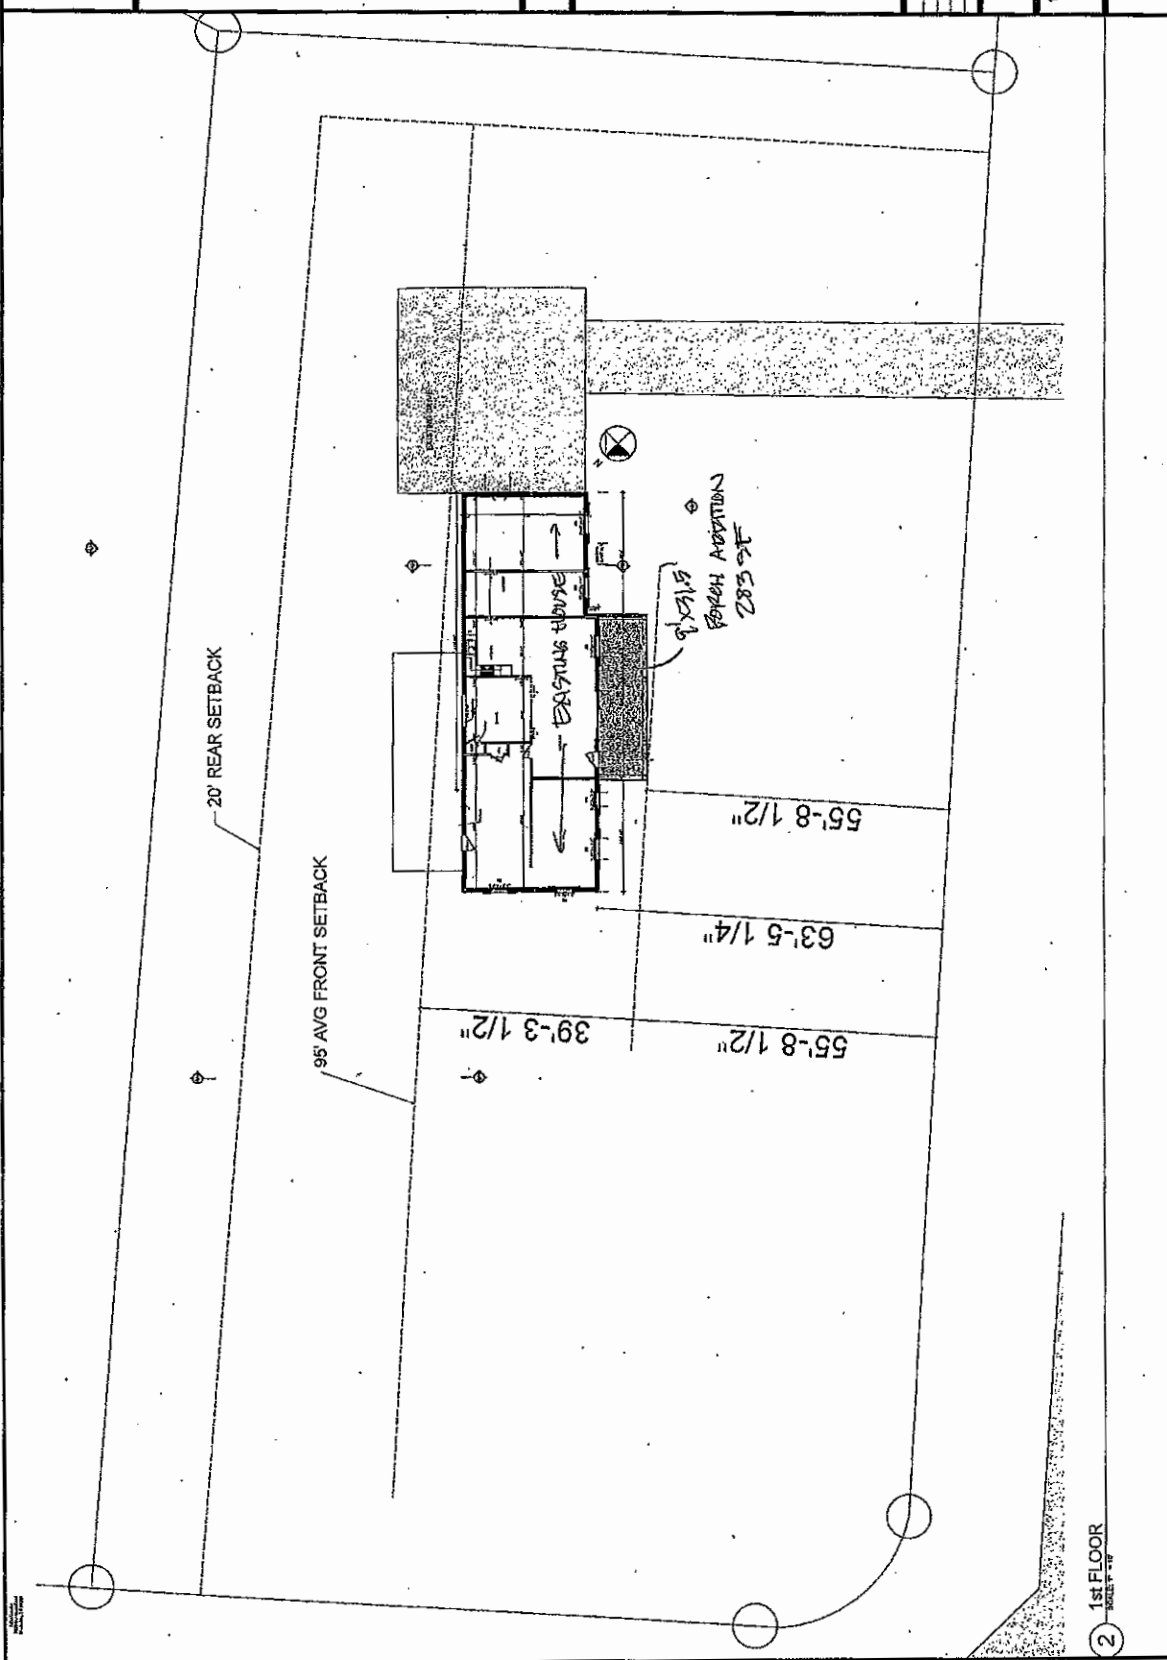 20' REAR SETBACK
95' AVG FRONT SETBACK
EXISTING HOUSE
9'X31.5'
PORCH ADDITION
283 SF
N
55'-8 1/2"
63'-5 1/4"
39'-3 1/2"
55'-8 1/2"
2
1st FLOOR